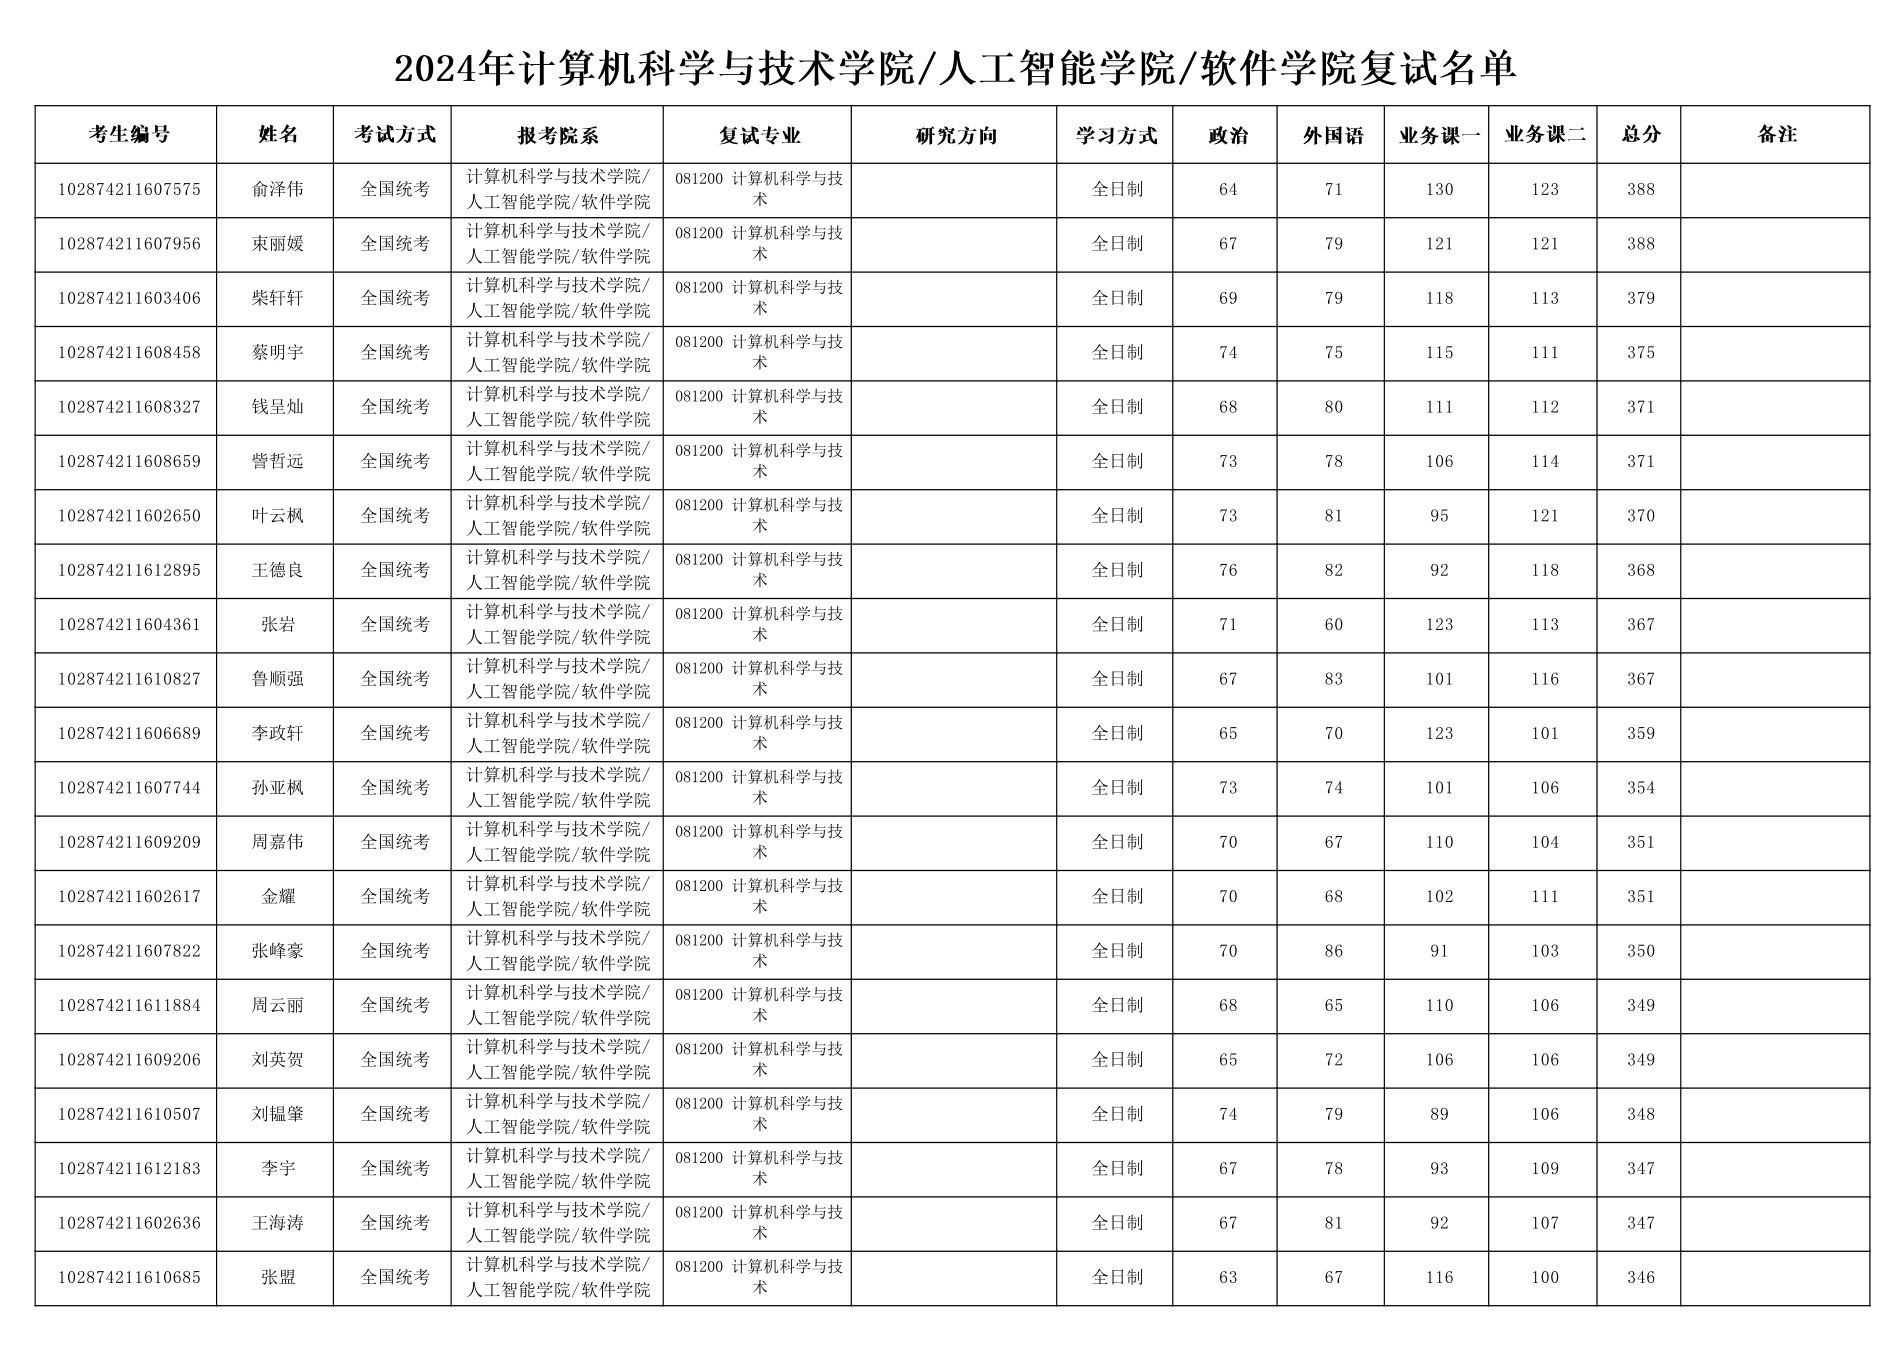 2024年计算机科学与技术学院/人工智能学院/软件学院复试名单
考生编号 姓名 考试方式 报考院系 复试专业 研究方向 学习方式 政治 外国语 业务课一 业务课二 总分 备注
102874211607575 俞泽伟 全国统考 计算机科学与技术学院/人工智能学院/软件学院 081200 计算机科学与技术 全日制 64 71 130 123 388
102874211607956 束丽媛 全国统考 计算机科学与技术学院/人工智能学院/软件学院 081200 计算机科学与技术 全日制 67 79 121 121 388
102874211603406 柴轩轩 全国统考 计算机科学与技术学院/人工智能学院/软件学院 081200 计算机科学与技术 全日制 69 79 118 113 379
102874211608458 蔡明宇 全国统考 计算机科学与技术学院/人工智能学院/软件学院 081200 计算机科学与技术 全日制 74 75 115 111 375
102874211608327 钱呈灿 全国统考 计算机科学与技术学院/人工智能学院/软件学院 081200 计算机科学与技术 全日制 68 80 111 112 371
102874211608659 訾哲远 全国统考 计算机科学与技术学院/人工智能学院/软件学院 081200 计算机科学与技术 全日制 73 78 106 114 371
102874211602650 叶云枫 全国统考 计算机科学与技术学院/人工智能学院/软件学院 081200 计算机科学与技术 全日制 73 81 95 121 370
102874211612895 王德良 全国统考 计算机科学与技术学院/人工智能学院/软件学院 081200 计算机科学与技术 全日制 76 82 92 118 368
102874211604361 张岩 全国统考 计算机科学与技术学院/人工智能学院/软件学院 081200 计算机科学与技术 全日制 71 60 123 113 367
102874211610827 鲁顺强 全国统考 计算机科学与技术学院/人工智能学院/软件学院 081200 计算机科学与技术 全日制 67 83 101 116 367
102874211606689 李政轩 全国统考 计算机科学与技术学院/人工智能学院/软件学院 081200 计算机科学与技术 全日制 65 70 123 101 359
102874211607744 孙亚枫 全国统考 计算机科学与技术学院/人工智能学院/软件学院 081200 计算机科学与技术 全日制 73 74 101 106 354
102874211609209 周嘉伟 全国统考 计算机科学与技术学院/人工智能学院/软件学院 081200 计算机科学与技术 全日制 70 67 110 104 351
102874211602617 金耀 全国统考 计算机科学与技术学院/人工智能学院/软件学院 081200 计算机科学与技术 全日制 70 68 102 111 351
102874211607822 张峰豪 全国统考 计算机科学与技术学院/人工智能学院/软件学院 081200 计算机科学与技术 全日制 70 86 91 103 350
102874211611884 周云丽 全国统考 计算机科学与技术学院/人工智能学院/软件学院 081200 计算机科学与技术 全日制 68 65 110 106 349
102874211609206 刘英贺 全国统考 计算机科学与技术学院/人工智能学院/软件学院 081200 计算机科学与技术 全日制 65 72 106 106 349
102874211610507 刘韫肇 全国统考 计算机科学与技术学院/人工智能学院/软件学院 081200 计算机科学与技术 全日制 74 79 89 106 348
102874211612183 李宇 全国统考 计算机科学与技术学院/人工智能学院/软件学院 081200 计算机科学与技术 全日制 67 78 93 109 347
102874211602636 王海涛 全国统考 计算机科学与技术学院/人工智能学院/软件学院 081200 计算机科学与技术 全日制 67 81 92 107 347
102874211610685 张盟 全国统考 计算机科学与技术学院/人工智能学院/软件学院 081200 计算机科学与技术 全日制 63 67 116 100 346